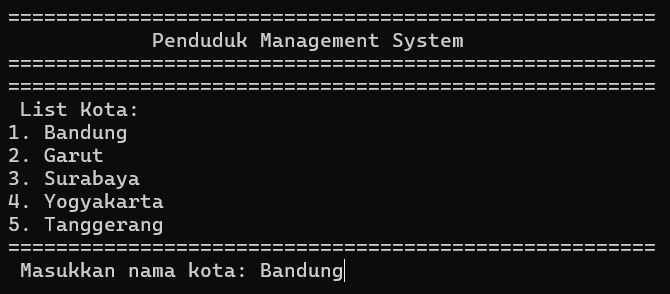 ======================================================
Penduduk Management System
======================================================
======================================================
List Kota:
1. Bandung
2. Garut
3. Surabaya
4. Yogyakarta
5. Tanggerang
======================================================
Masukkan nama kota: Bandung